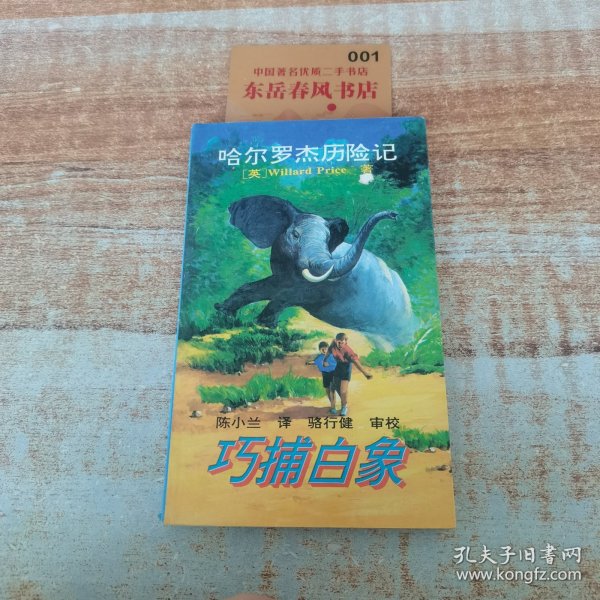 001
中国著名优质二手书店
东岳春风书店
哈尔罗杰历险记
[英]Willard Price 著
陈小兰 译 骆行健 审校
巧捕白象
孔夫子旧书网
www.kongfz.com